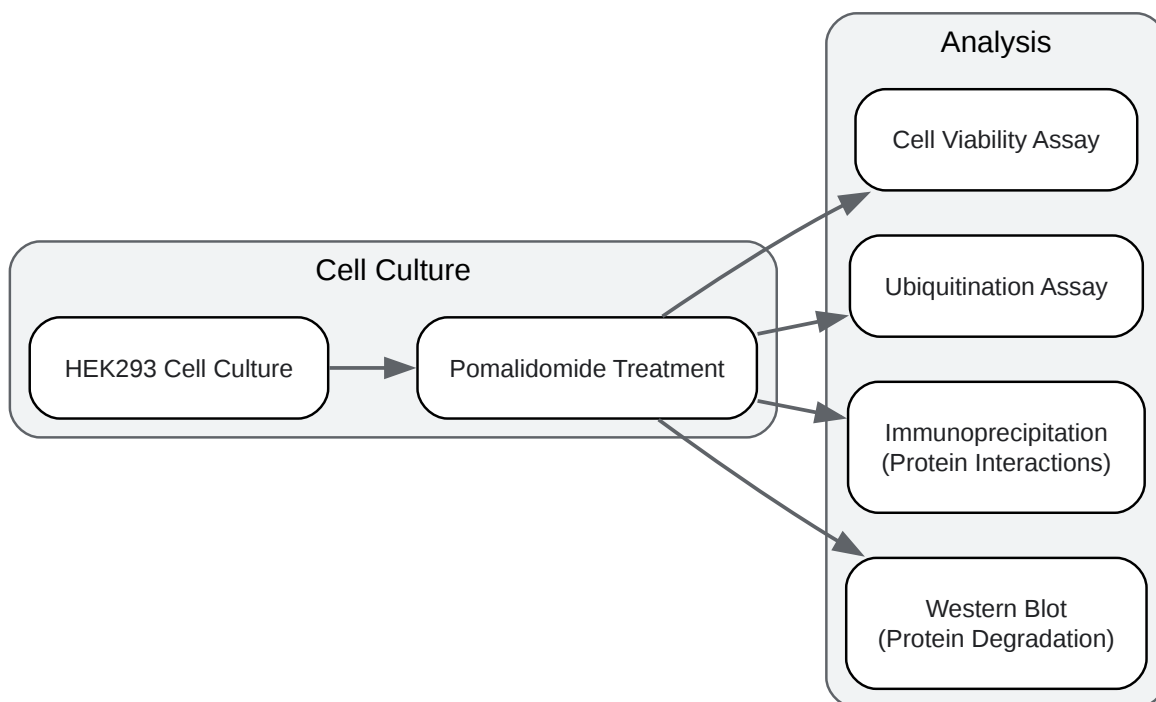 Analysis
Cell Viability Assay
Ubiquitination Assay
Cell Culture
HEK293 Cell Culture
Pomalidomide Treatment
Immunoprecipitation
(Protein Interactions)
Western Blot
(Protein Degradation)